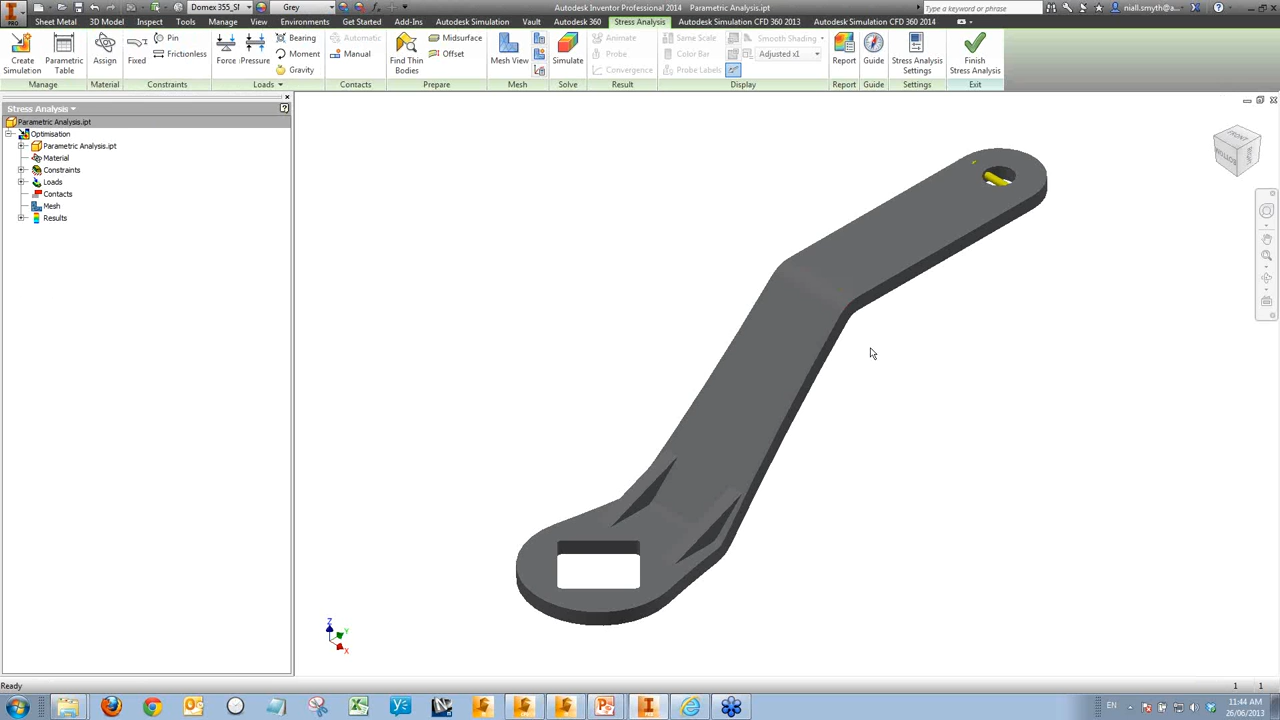 Domex 355_SI
Grey
Autodesk Inventor Professional 2014 Parametric Analysis.ipt
Type a keyword or phrase
niall.smyth@a...
PRO
Sheet Metal 3D Model Inspect Tools Manage View Environments Get Started Add-Ins Autodesk Simulation Vault Autodesk 360 Stress Analysis Autodesk Simulation CFD 360 2013 Autodesk Simulation CFD 360 2014
Create Simulation
Parametric Table
Assign
Fixed
Pin
Frictionless
Force
Pressure
Bearing
Moment
Gravity
Automatic
Manual
Find Thin Bodies
Midsurface
Offset
Mesh View
Simulate
Animate
Probe
Convergence
Same Scale
Color Bar
Probe Labels
Smooth Shading
Adjusted x1
Report
Guide
Stress Analysis Settings
Finish Stress Analysis
Manage Material Constraints Loads Contacts Prepare Mesh Solve Result Display Report Guide Settings Exit
Stress Analysis
Parametric Analysis.ipt
Optimisation
Parametric Analysis.ipt
Material
Constraints
Loads
Contacts
Mesh
Results
BOTTOM
Z
Y
X
Ready
1 1
EN
11:44 AM
26/06/2013